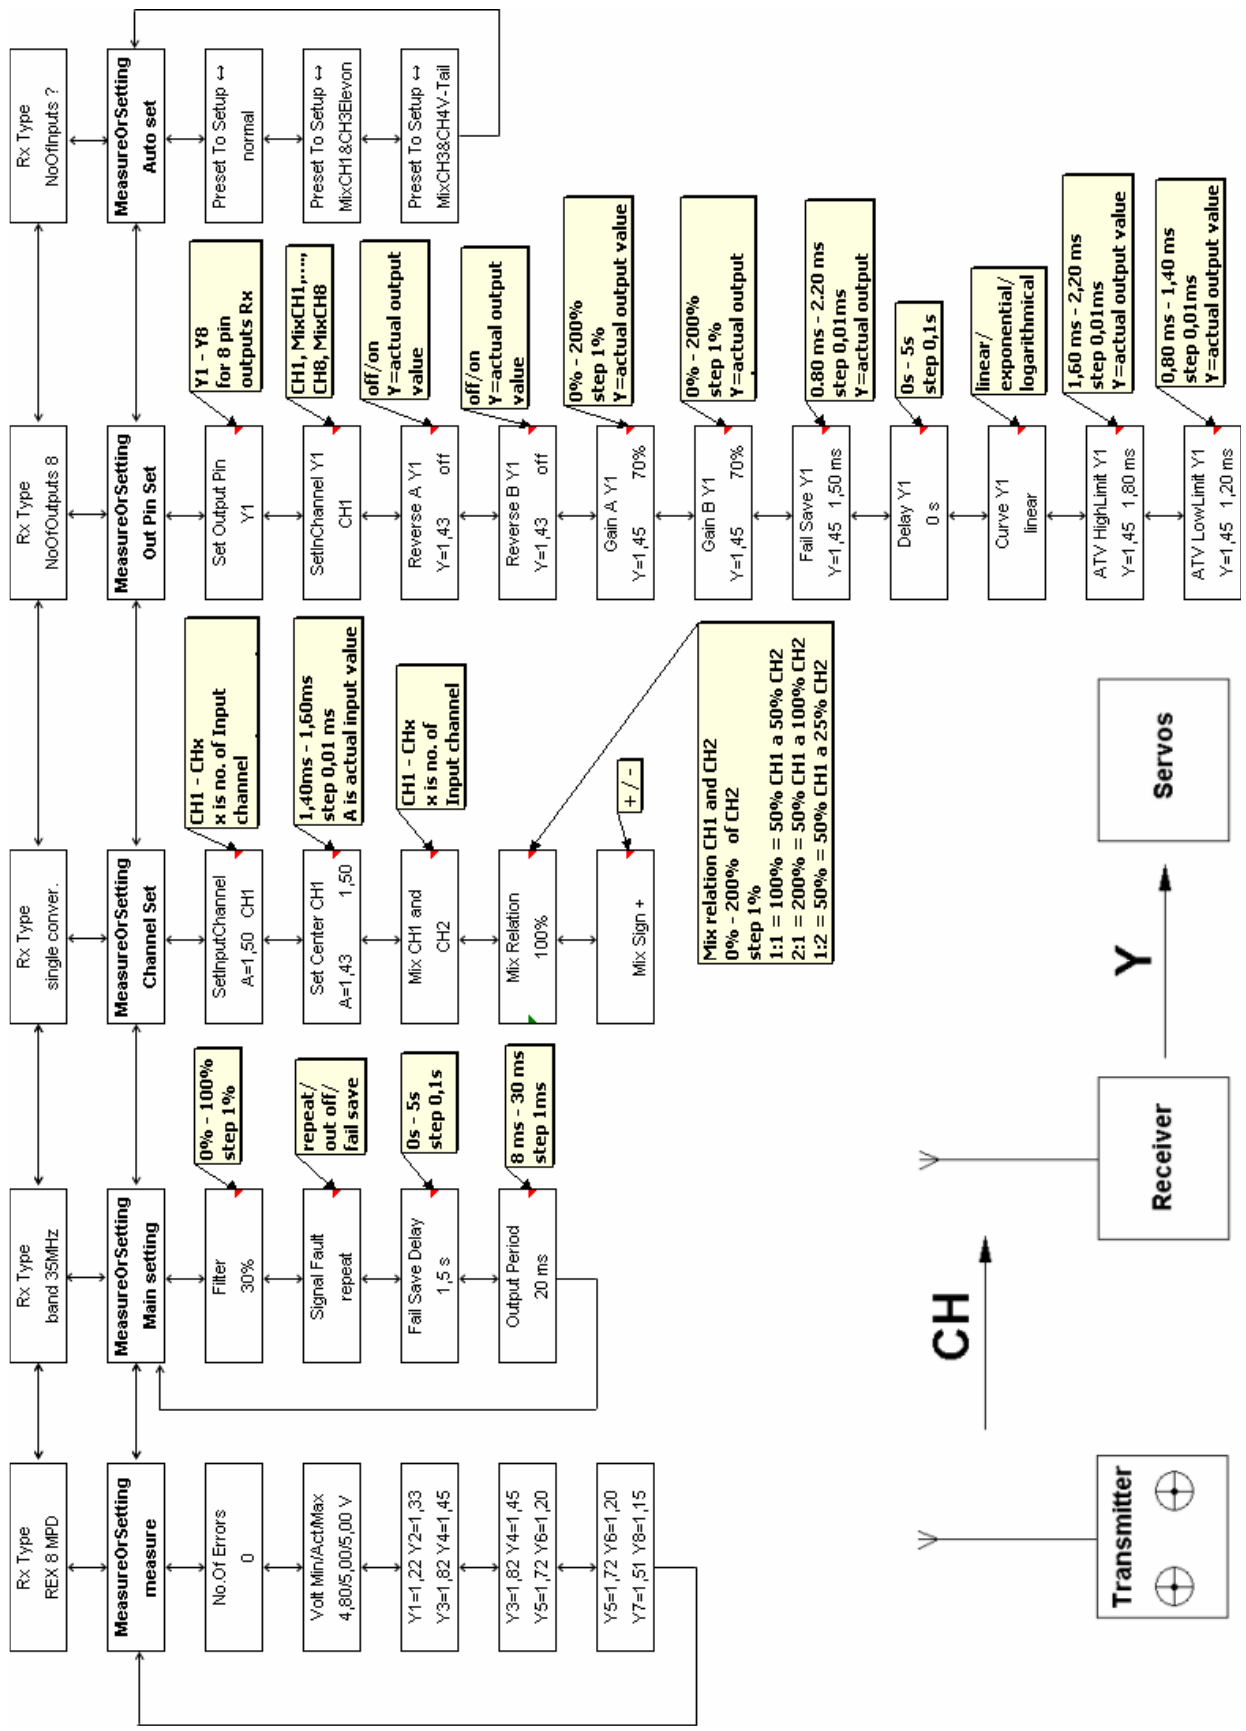 Rx Type
REX 8 MPD
MeasureOrSetting
measure
No.Of Errors
0
Volt Min/Act/Max
4,80/5,00/5,00 V
Y1=1,22 Y2=1,33
Y3=1,82 Y4=1,45
Y3=1,82 Y4=1,45
Y5=1,72 Y6=1,20
Y5=1,72 Y6=1,20
Y7=1,51 Y8=1,15
Rx Type
band 35MHz
MeasureOrSetting
Main setting
Filter
30%
0% - 100%
step 1%
Signal Fault
repeat
repeat/
out off/
fail save
Fail Save Delay
1,5 s
0s - 5s
step 0,1s
Output Period
20 ms
8 ms - 30 ms
step 1ms
Rx Type
single conver.
MeasureOrSetting
Channel Set
SetInputChannel
A=1,50 CH1
CH1 - CHx
x is no. of Input
channel
Set Center CH1
A=1,43 1,50
1,40ms - 1,60ms
step 0,01 ms
A is actual input value
Mix CH1 and
CH2
CH1 - CHx
x is no. of
Input channel
Mix Relation
100%
Mix relation CH1 and CH2
0% - 200% of CH2
step 1%
1:1 = 100% = 50% CH1 a 50% CH2
2:1 = 200% = 50% CH1 a 100% CH2
1:2 = 50% = 50% CH1 a 25% CH2
Mix Sign +
+ / -
Rx Type
NoOfOutputs 8
MeasureOrSetting
Out Pin Set
Set Output Pin
Y1
Y1 - Y8
for 8 pin
outputs Rx
SetInChannel Y1
CH1
CH1, MixCH1,....,
CH8, MixCH8
Reverse A Y1
Y=1,43 off
off/on
Y=actual output
value
Reverse B Y1
Y=1,43 off
off/on
Y=actual output
value
Gain A Y1
Y=1,45 70%
0% - 200%
step 1%
Y=actual output value
Gain B Y1
Y=1,45 70%
0% - 200%
step 1%
Y=actual output
Fail Save Y1
Y=1,45 1,50 ms
0.80 ms - 2.20 ms
step 0,01ms
Y=actual output
Delay Y1
0 s
0s - 5s
step 0,1s
Curve Y1
linear
linear/
exponential/
logarithmical
ATV HighLimit Y1
Y=1,45 1,80 ms
1,60 ms - 2,20 ms
step 0,01ms
Y=actual output value
ATV LowLimit Y1
Y=1,45 1,20 ms
0,80 ms - 1,40 ms
step 0,01ms
Y=actual output value
Rx Type
NoOfInputs ?
MeasureOrSetting
Auto set
Preset To Setup ↔
normal
Preset To Setup ↔
MixCH1&CH3Elevon
Preset To Setup ↔
MixCH3&CH4V-Tail
Transmitter
CH
Receiver
Y
Servos